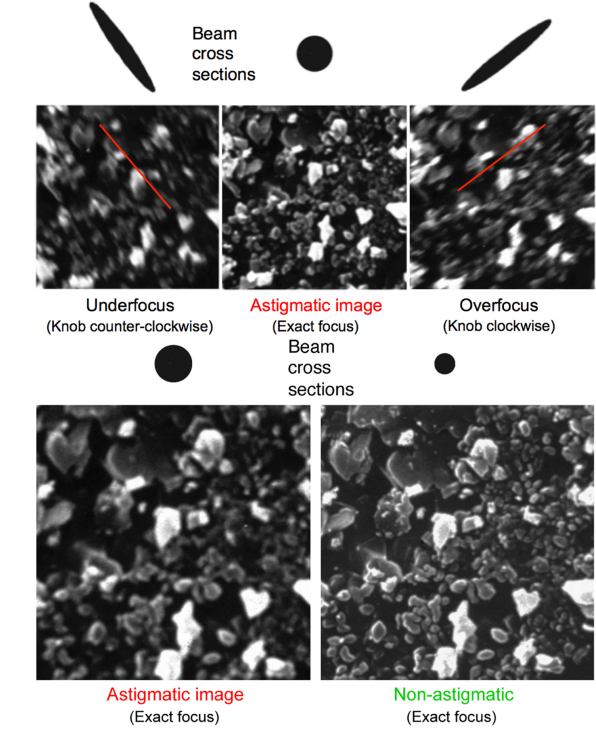 Beam
cross
sections
Underfocus
(Knob counter-clockwise)
Astigmatic image
(Exact focus)
Overfocus
(Knob clockwise)
Beam
cross
sections
Astigmatic image
(Exact focus)
Non-astigmatic
(Exact focus)